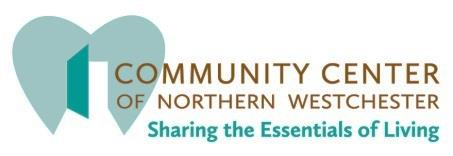 COMMUNITY CENTER
OF NORTHERN WESTCHESTER
Sharing the Essentials of Living